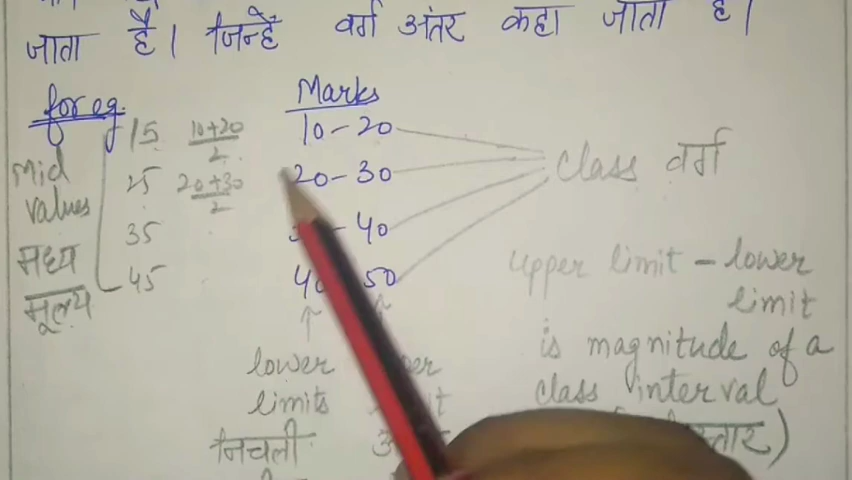 जाता है। जिन्हें वर्ग अंतर कहा जाता है।
for eg. Marks
15 10+20/2 10-20
Mid 25 20+30/2 20-30 class वर्ग
values 35 40
मध्य 45 50
मूल्य
upper limit - lower
limit
is magnitude of a
class interval
lower
limits
निचली